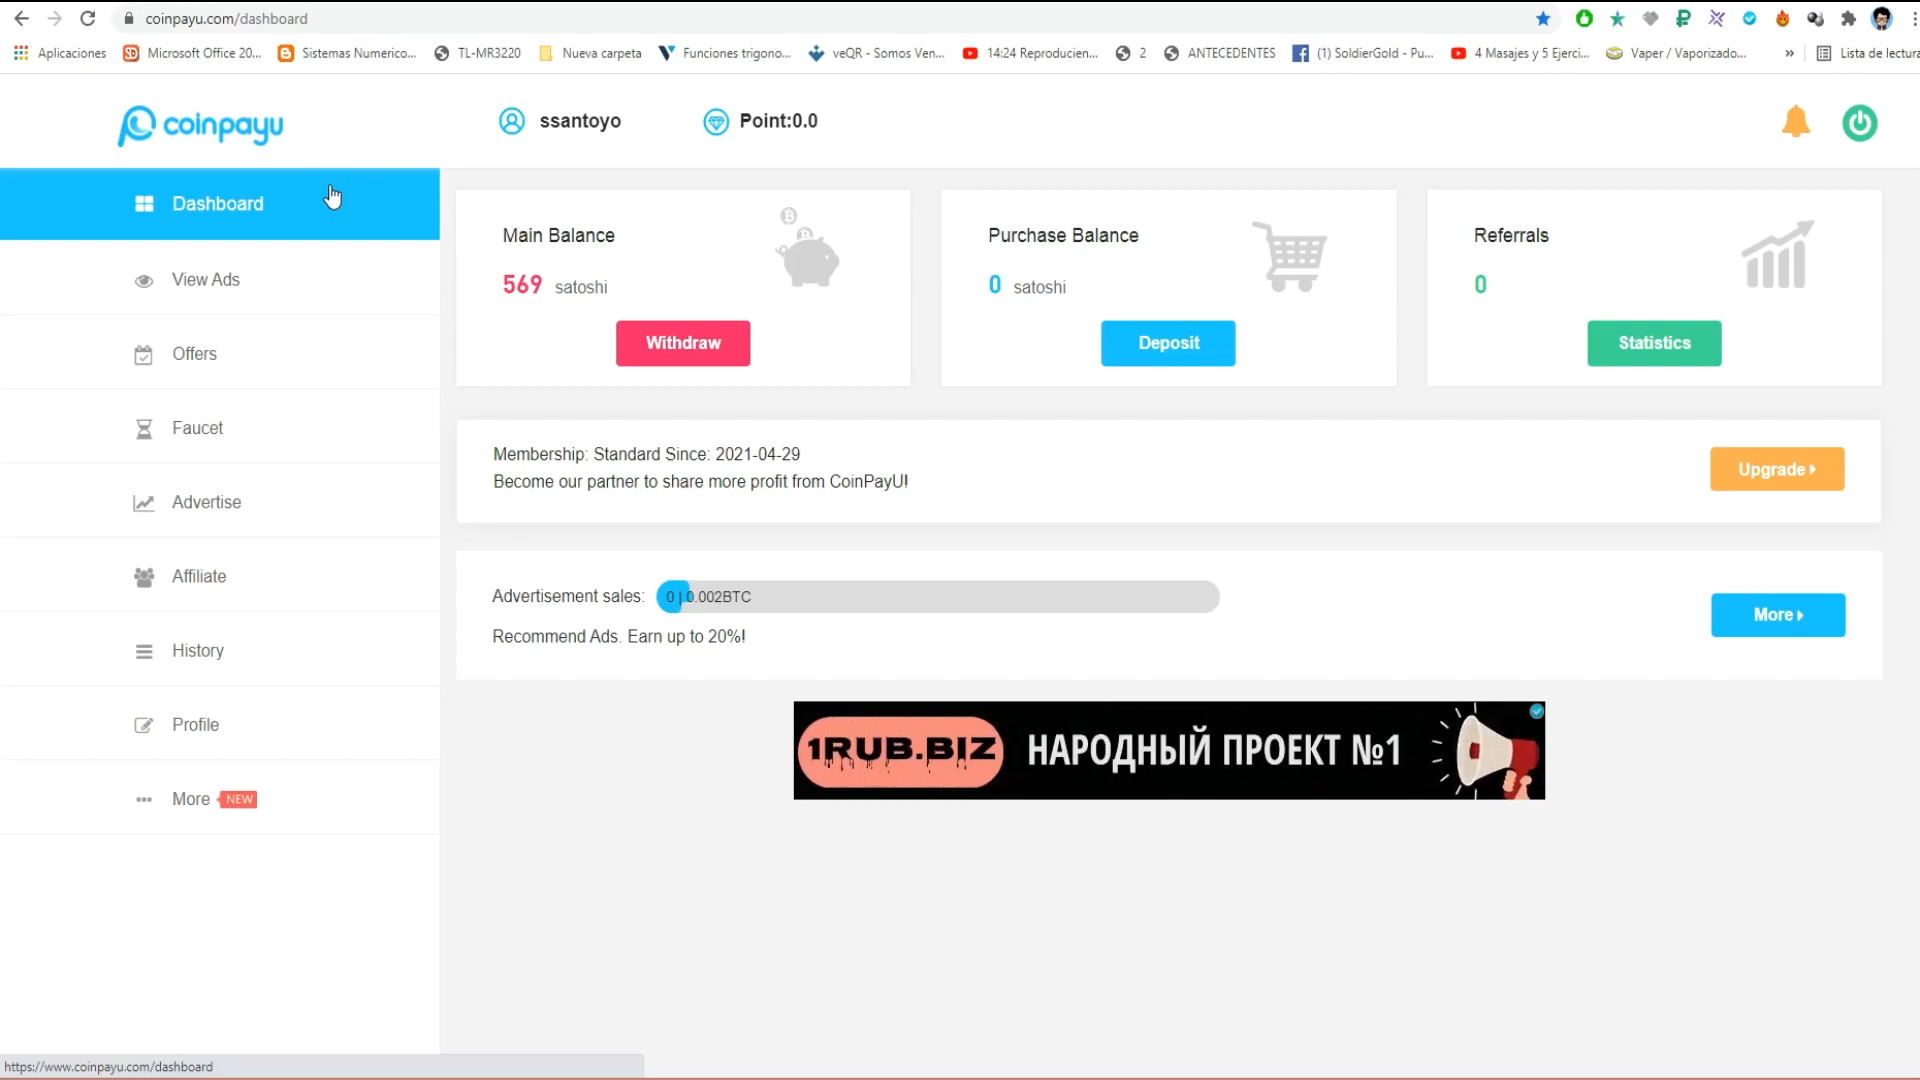 coinpayu.com/dashboard
Aplicaciones
Microsoft Office 20...
Sistemas Numerico...
TL-MR3220
Nueva carpeta
Funciones trigono...
veQR - Somos Ven...
14:24 Reproducien...
2
ANTECEDENTES
(1) SoldierGold - Pu...
4 Masajes y 5 Ejerci...
Vaper / Vaporizado...
»
Lista de lectura
coinpayu
ssantoyo
Point:0.0
Dashboard
View Ads
Offers
Faucet
Advertise
Affiliate
History
Profile
More NEW
Main Balance
569 satoshi
Withdraw
Purchase Balance
0 satoshi
Deposit
Referrals
0
Statistics
Membership: Standard Since: 2021-04-29
Become our partner to share more profit from CoinPayU!
Upgrade
Advertisement sales: 0 | 0.002BTC
Recommend Ads. Earn up to 20%!
More
1RUB.BIZ НАРОДНЫЙ ПРОЕКТ №1
https://www.coinpayu.com/dashboard